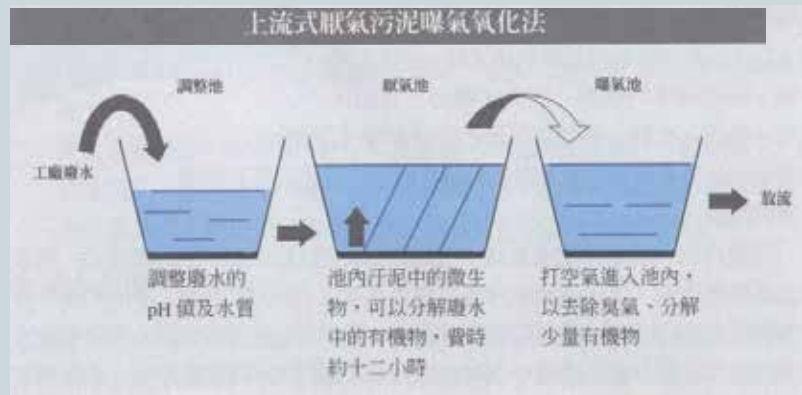 上流式厭氣污泥曝氣氧化法
調整池
厭氣池
曝氣池
工廠廢水
放流
調整廢水的
pH 值及水質
池內汙泥中的微生
物，可以分解廢水
中的有機物，費時
約十二小時
打空氣進入池內，
以去除臭氣、分解
少量有機物